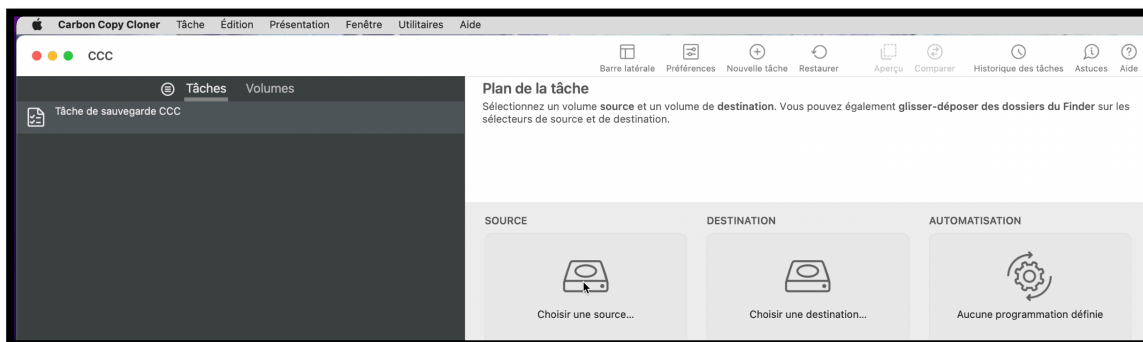 Carbon Copy Cloner Tâche Édition Présentation Fenêtre Utilitaires Aide
CCC
Barre latérale Préférences Nouvelle tâche Restaurer Aperçu Comparer Historique des tâches Astuces Aide
Tâches Volumes
Tâche de sauvegarde CCC
Plan de la tâche
Sélectionnez un volume source et un volume de destination. Vous pouvez également glisser-déposer des dossiers du Finder sur les
sélecteurs de source et de destination.
SOURCE DESTINATION AUTOMATISATION
Choisir une source... Choisir une destination... Aucune programmation définie